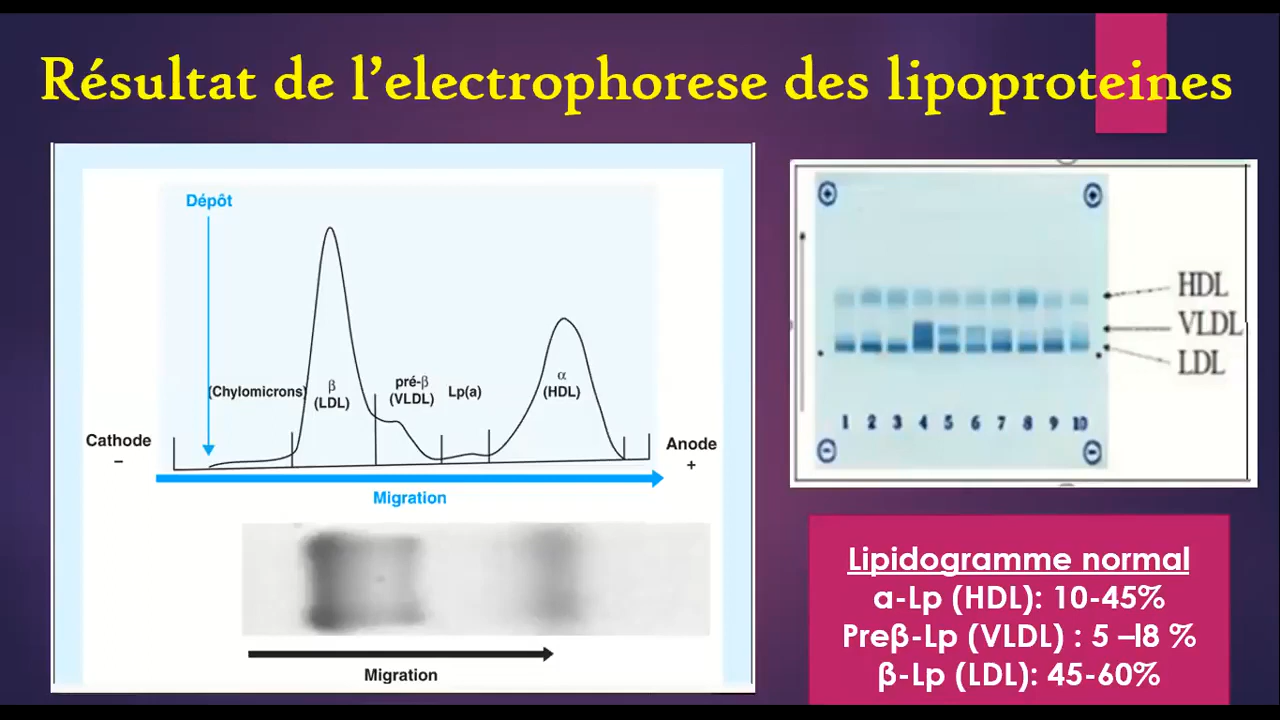 Résultat de l’electrophorese des lipoproteines
Dépôt
(Chylomicrons)
β
(LDL)
pré-β
(VLDL)
Lp(a)
α
(HDL)
Cathode
–
Anode
+
Migration
Migration
HDL
VLDL
LDL
1 2 3 4 5 6 7 8 9 10
Lipidogramme normal
α-Lp (HDL): 10-45%
Preβ-Lp (VLDL) : 5 –l8 %
β-Lp (LDL): 45-60%